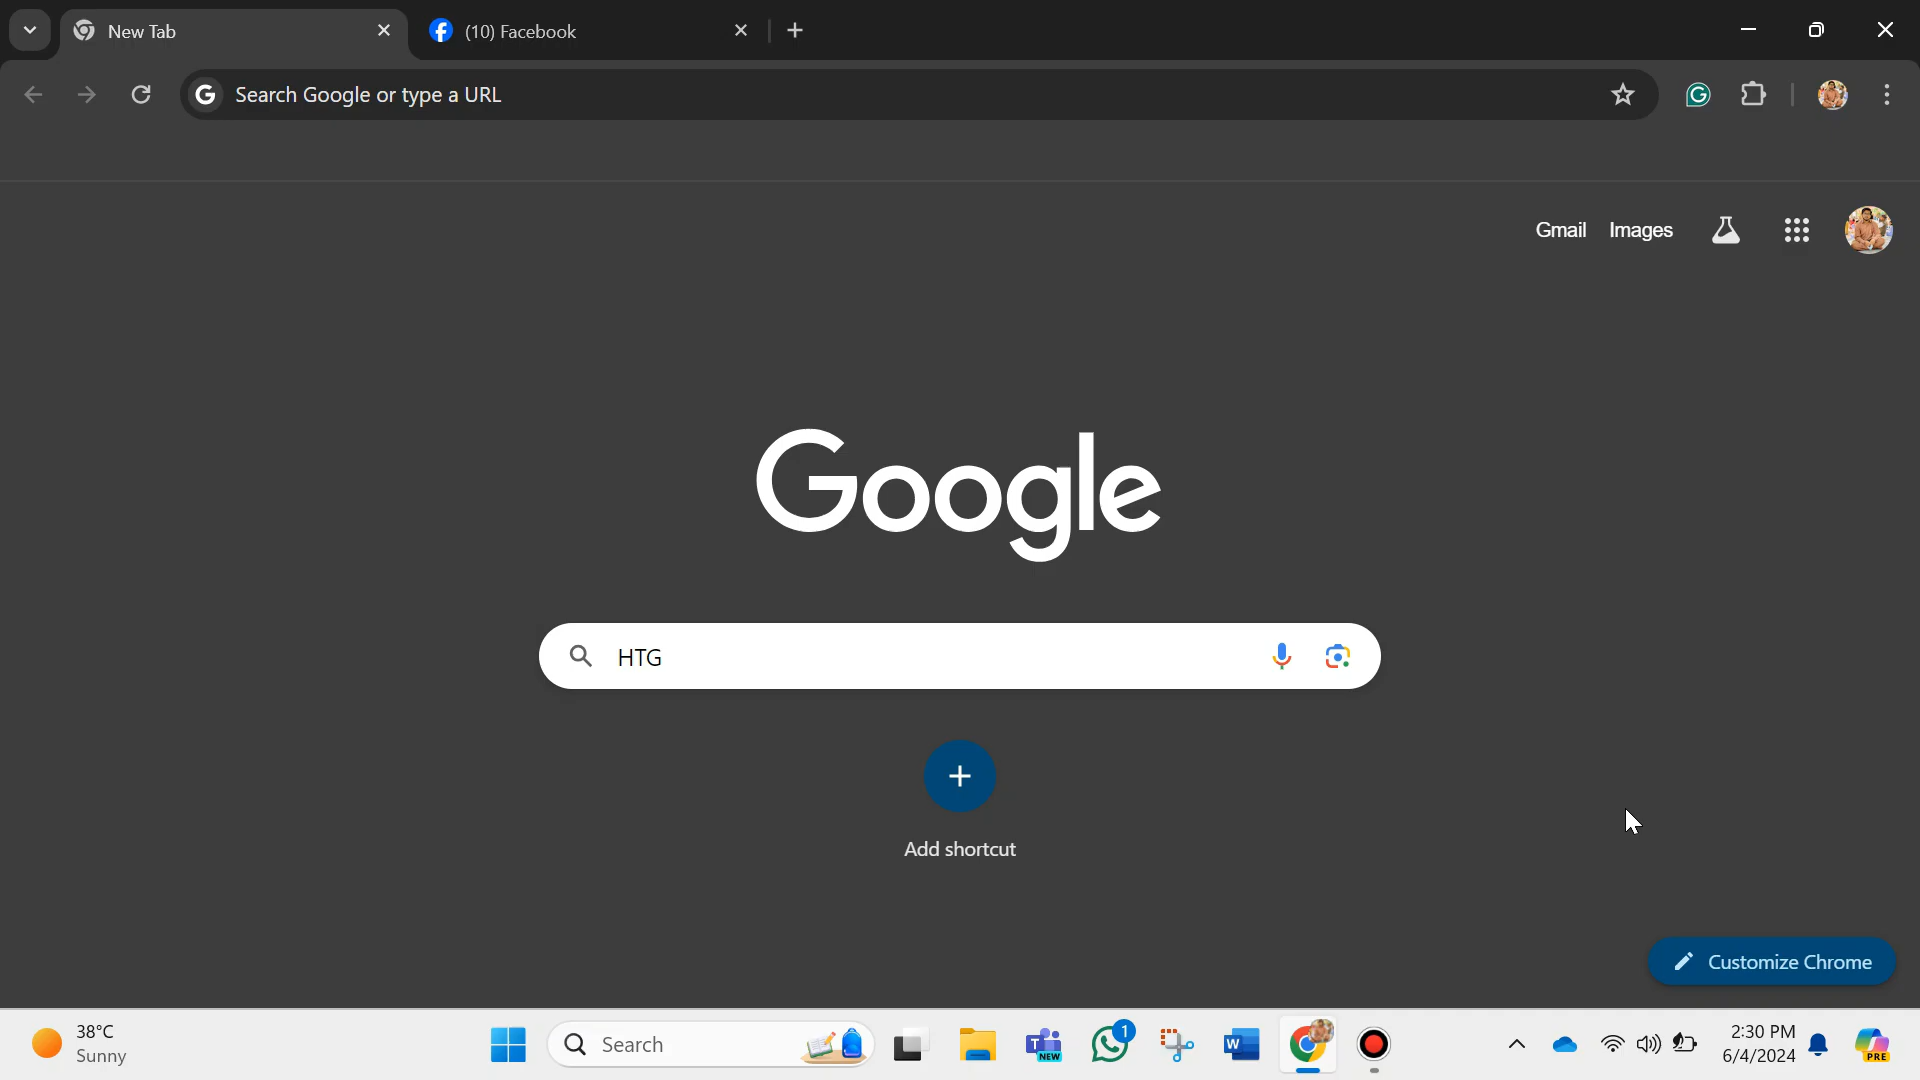 New Tab
(10) Facebook
Search Google or type a URL
Gmail Images
Google
HTG
Add shortcut
Customize Chrome
38°C
Sunny
Search
NEW
1
W
2:30 PM
6/4/2024
PRE